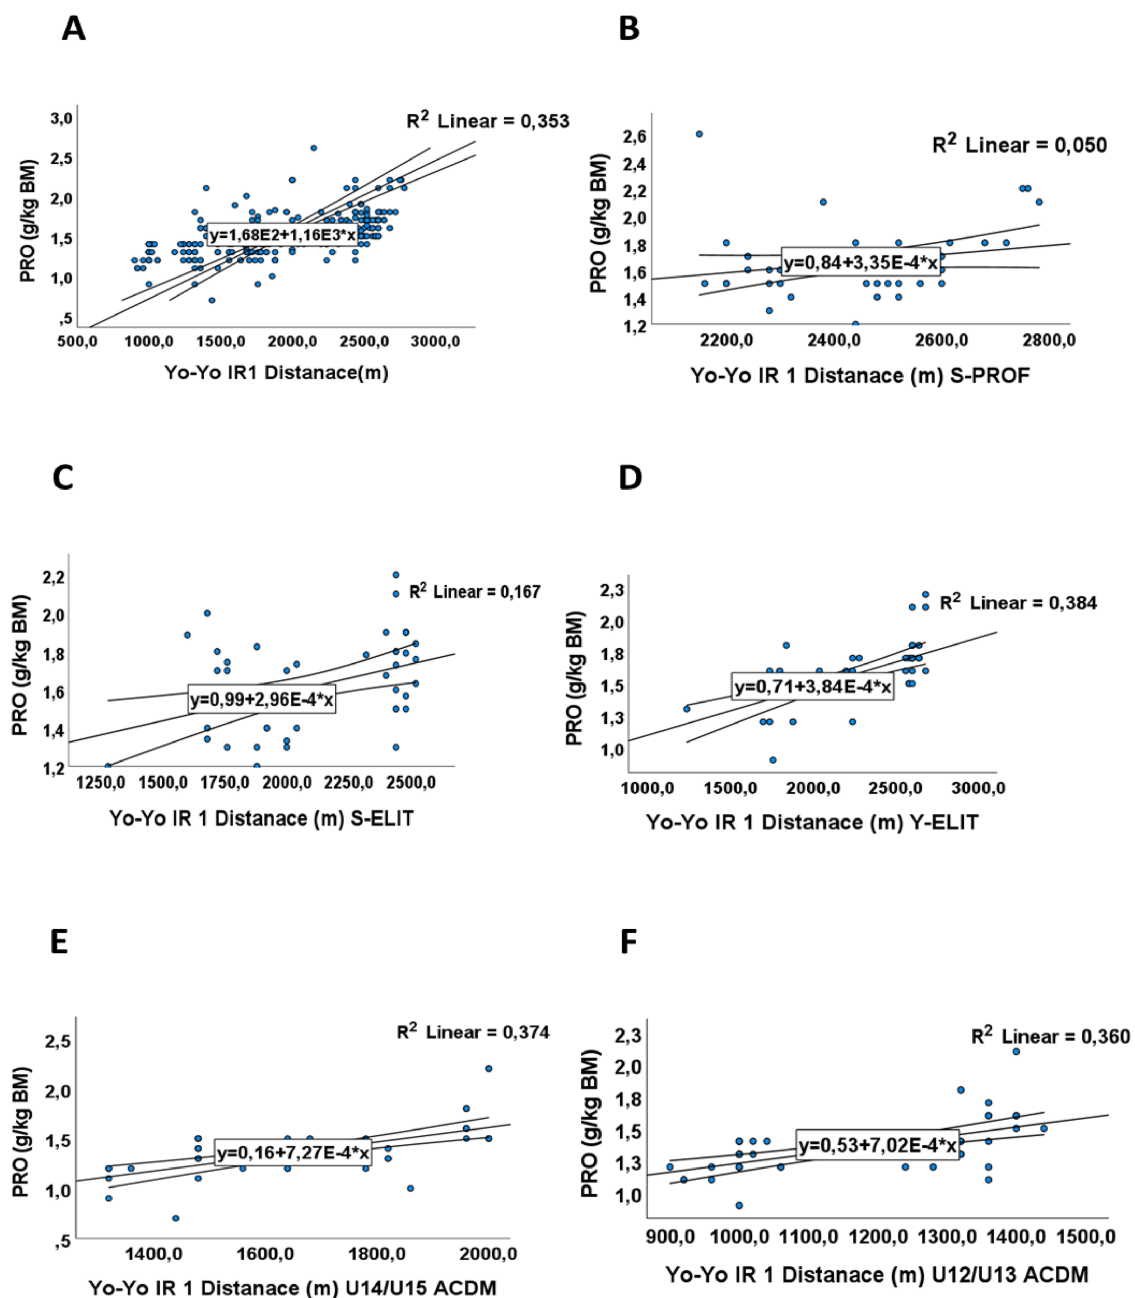 A
R² Linear = 0,353
PRO (g/kg BM)
3,0
2,5
2,0
1,5
1,0
,5
y=1,68E2+1,16E3*x
500,0 1000,0 1500,0 2000,0 2500,0 3000,0
Yo-Yo IR1 Distanace(m)
B
R² Linear = 0,050
PRO (g/kg BM)
2,6
2,4
2,2
2,0
1,8
1,6
1,4
1,2
y=0,84+3,35E-4*x
2200,0 2400,0 2600,0 2800,0
Yo-Yo IR 1 Distanace (m) S-PROF
C
R² Linear = 0,167
PRO (g/kg BM)
2,2
2,0
1,8
1,6
1,4
1,2
y=0,99+2,96E-4*x
1250,0 1500,0 1750,0 2000,0 2250,0 2500,0
Yo-Yo IR 1 Distanace (m) S-ELIT
D
R² Linear = 0,384
PRO (g/kg BM)
2,3
2,0
1,8
1,5
1,3
1,0
y=0,71+3,84E-4*x
1000,0 1500,0 2000,0 2500,0 3000,0
Yo-Yo IR 1 Distanace (m) Y-ELIT
E
R² Linear = 0,374
PRO (g/kg BM)
2,5
2,0
1,5
1,0
,5
y=0,16+7,27E-4*x
1400,0 1600,0 1800,0 2000,0
Yo-Yo IR 1 Distanace (m) U14/U15 ACDM
F
R² Linear = 0,360
PRO (g/kg BM)
2,3
2,0
1,8
1,5
1,3
1,0
y=0,53+7,02E-4*x
900,0 1000,0 1100,0 1200,0 1300,0 1400,0 1500,0
Yo-Yo IR 1 Distanace (m) U12/U13 ACDM